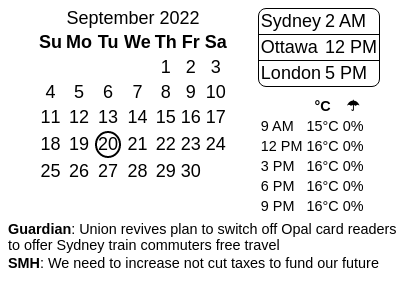 September 2022
Su Mo Tu We Th Fr Sa
1 2 3
4 5 6 7 8 9 10
11 12 13 14 15 16 17
18 19 20 21 22 23 24
25 26 27 28 29 30
Sydney 2 AM
Ottawa 12 PM
London 5 PM
°C ☂
9 AM 15°C 0%
12 PM 16°C 0%
3 PM 16°C 0%
6 PM 16°C 0%
9 PM 16°C 0%
Guardian: Union revives plan to switch off Opal card readers
to offer Sydney train commuters free travel
SMH: We need to increase not cut taxes to fund our future